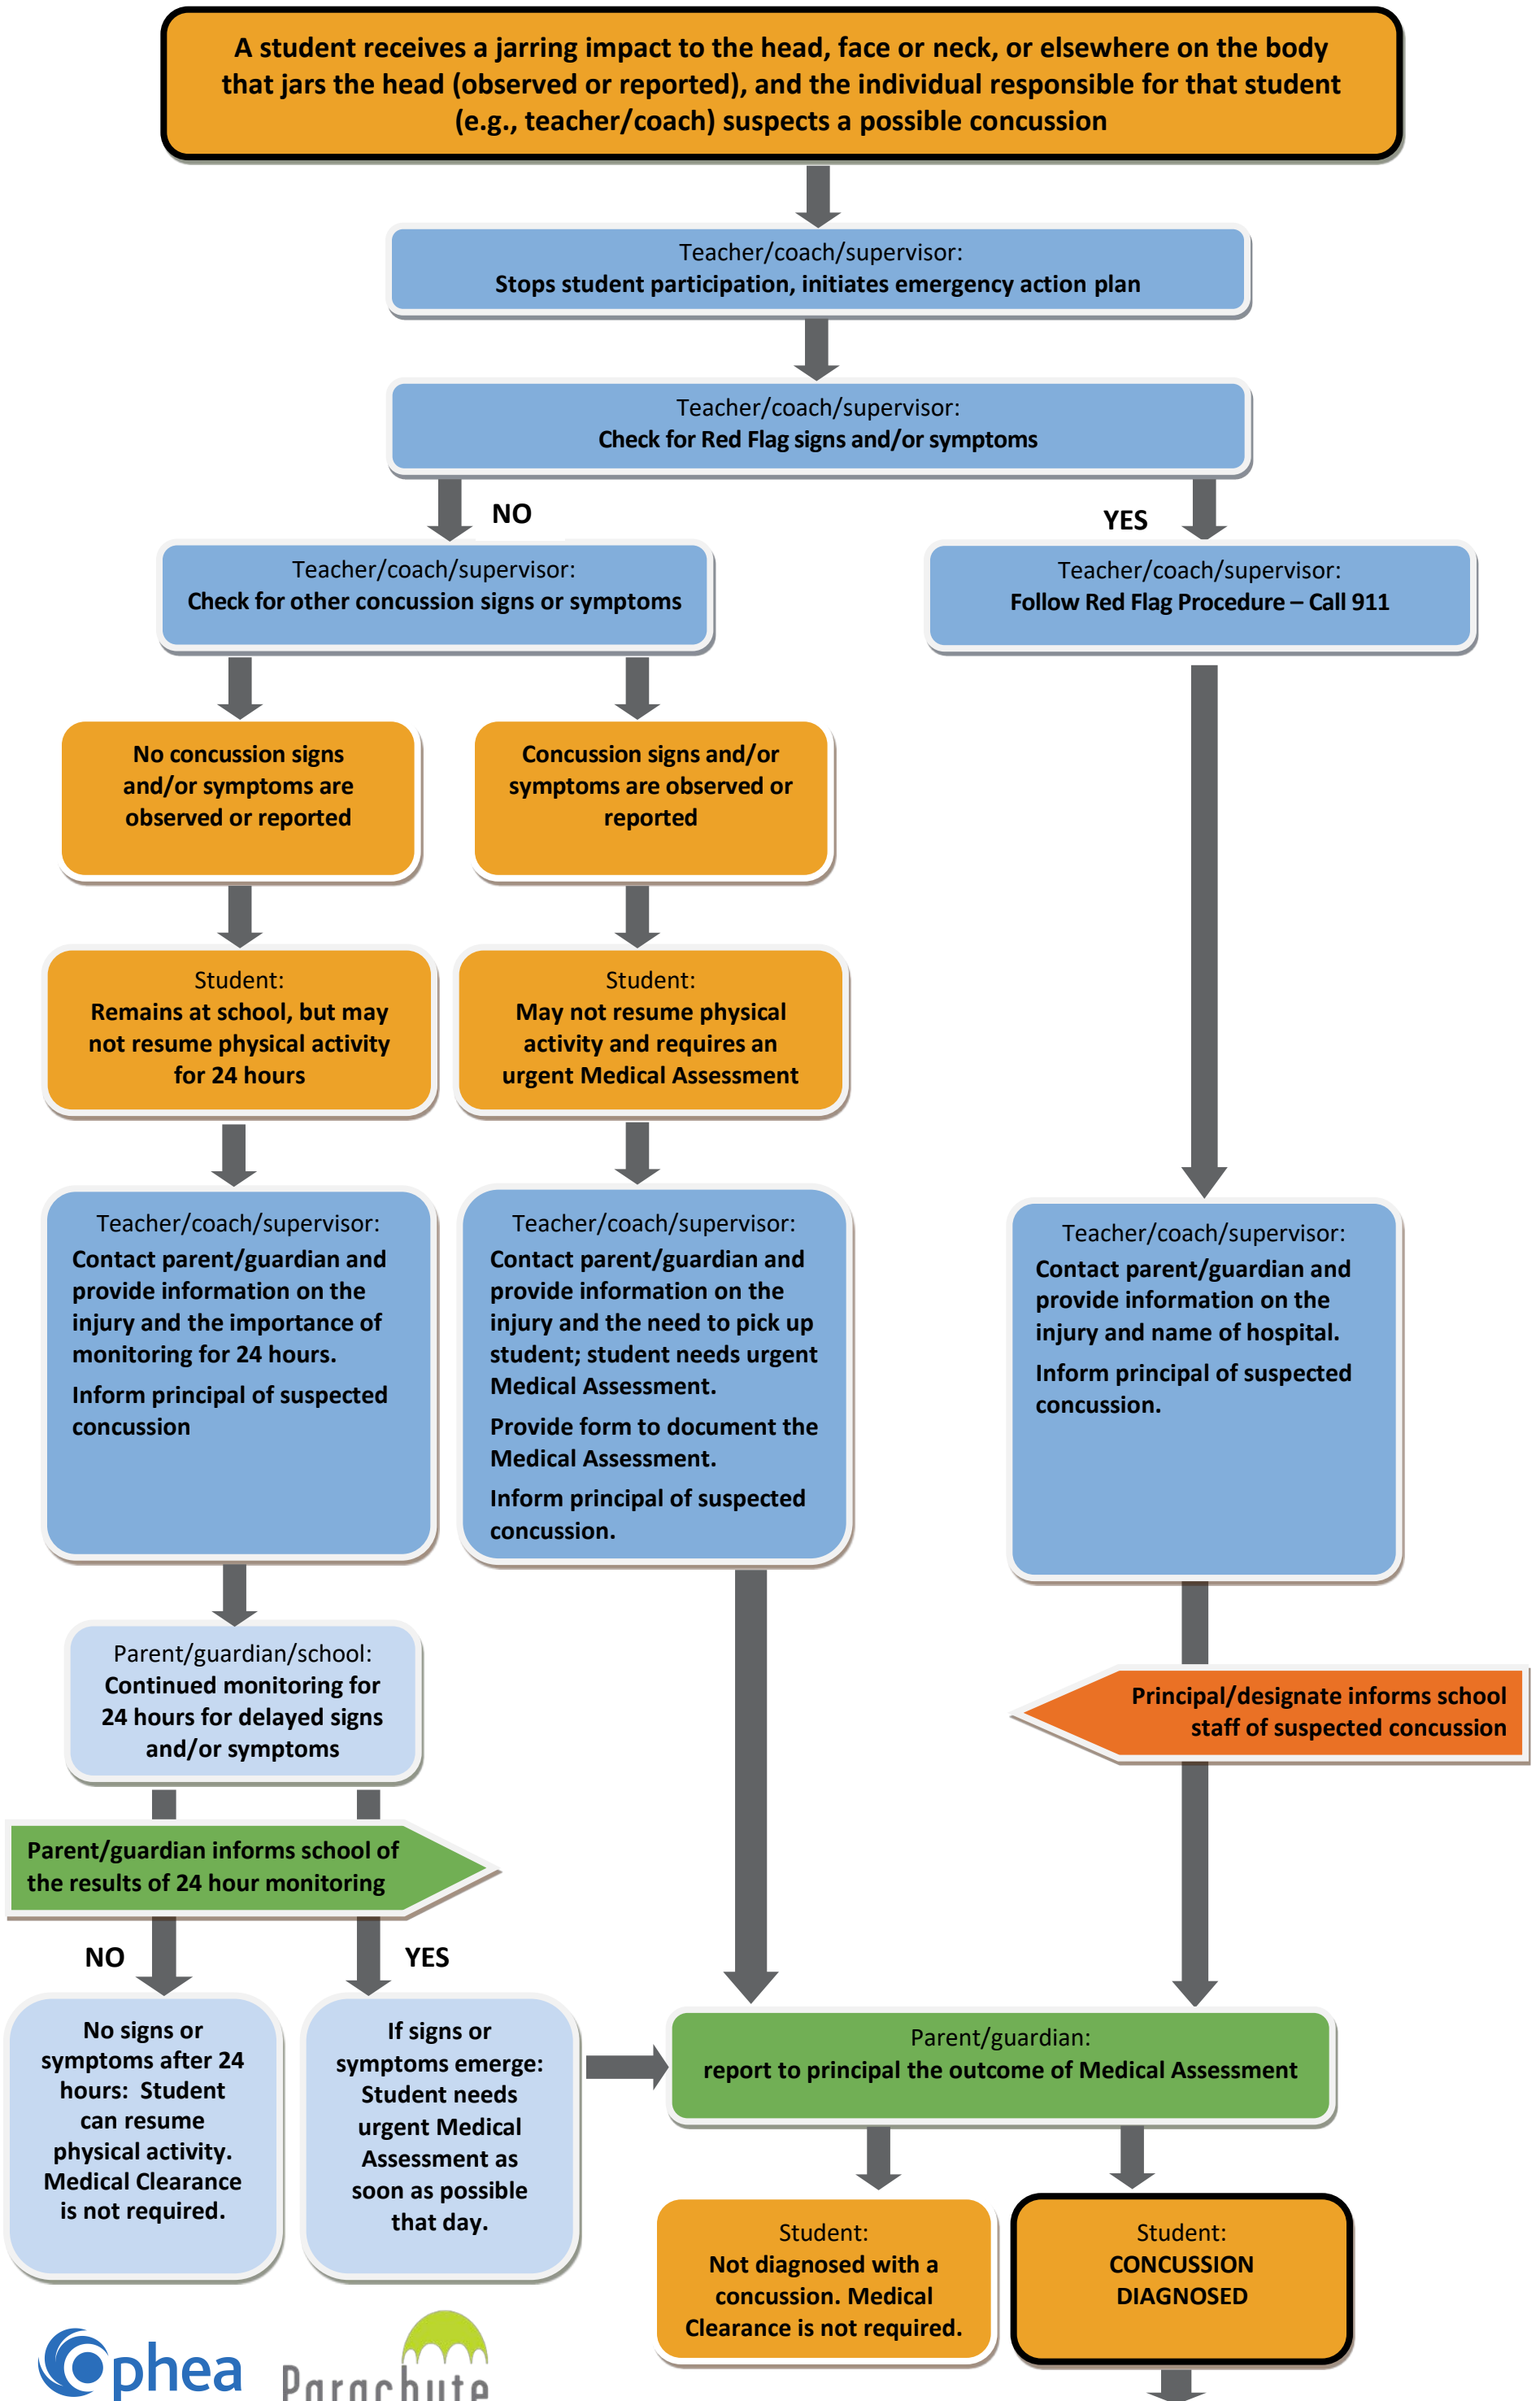 A student receives a jarring impact to the head, face or neck, or elsewhere on the body
that jars the head (observed or reported), and the individual responsible for that student
(e.g., teacher/coach) suspects a possible concussion
Teacher/coach/supervisor:
Stops student participation, initiates emergency action plan
Teacher/coach/supervisor:
Check for Red Flag signs and/or symptoms
NO
YES
Teacher/coach/supervisor:
Check for other concussion signs or symptoms
Teacher/coach/supervisor:
Follow Red Flag Procedure – Call 911
No concussion signs
and/or symptoms are
observed or reported
Concussion signs and/or
symptoms are observed or
reported
Student:
Remains at school, but may
not resume physical activity
for 24 hours
Student:
May not resume physical
activity and requires an
urgent Medical Assessment
Teacher/coach/supervisor:
Contact parent/guardian and
provide information on the
injury and the importance of
monitoring for 24 hours.
Inform principal of suspected
concussion
Teacher/coach/supervisor:
Contact parent/guardian and
provide information on the
injury and the need to pick up
student; student needs urgent
Medical Assessment.
Provide form to document the
Medical Assessment.
Inform principal of suspected
concussion.
Teacher/coach/supervisor:
Contact parent/guardian and
provide information on the
injury and name of hospital.
Inform principal of suspected
concussion.
Parent/guardian/school:
Continued monitoring for
24 hours for delayed signs
and/or symptoms
Principal/designate informs school
staff of suspected concussion
Parent/guardian informs school of
the results of 24 hour monitoring
NO
YES
No signs or
symptoms after 24
hours: Student
can resume
physical activity.
Medical Clearance
is not required.
If signs or
symptoms emerge:
Student needs
urgent Medical
Assessment as
soon as possible
that day.
Parent/guardian:
report to principal the outcome of Medical Assessment
Student:
Not diagnosed with a
concussion. Medical
Clearance is not required.
Student:
CONCUSSION
DIAGNOSED
Ophea
Parachute